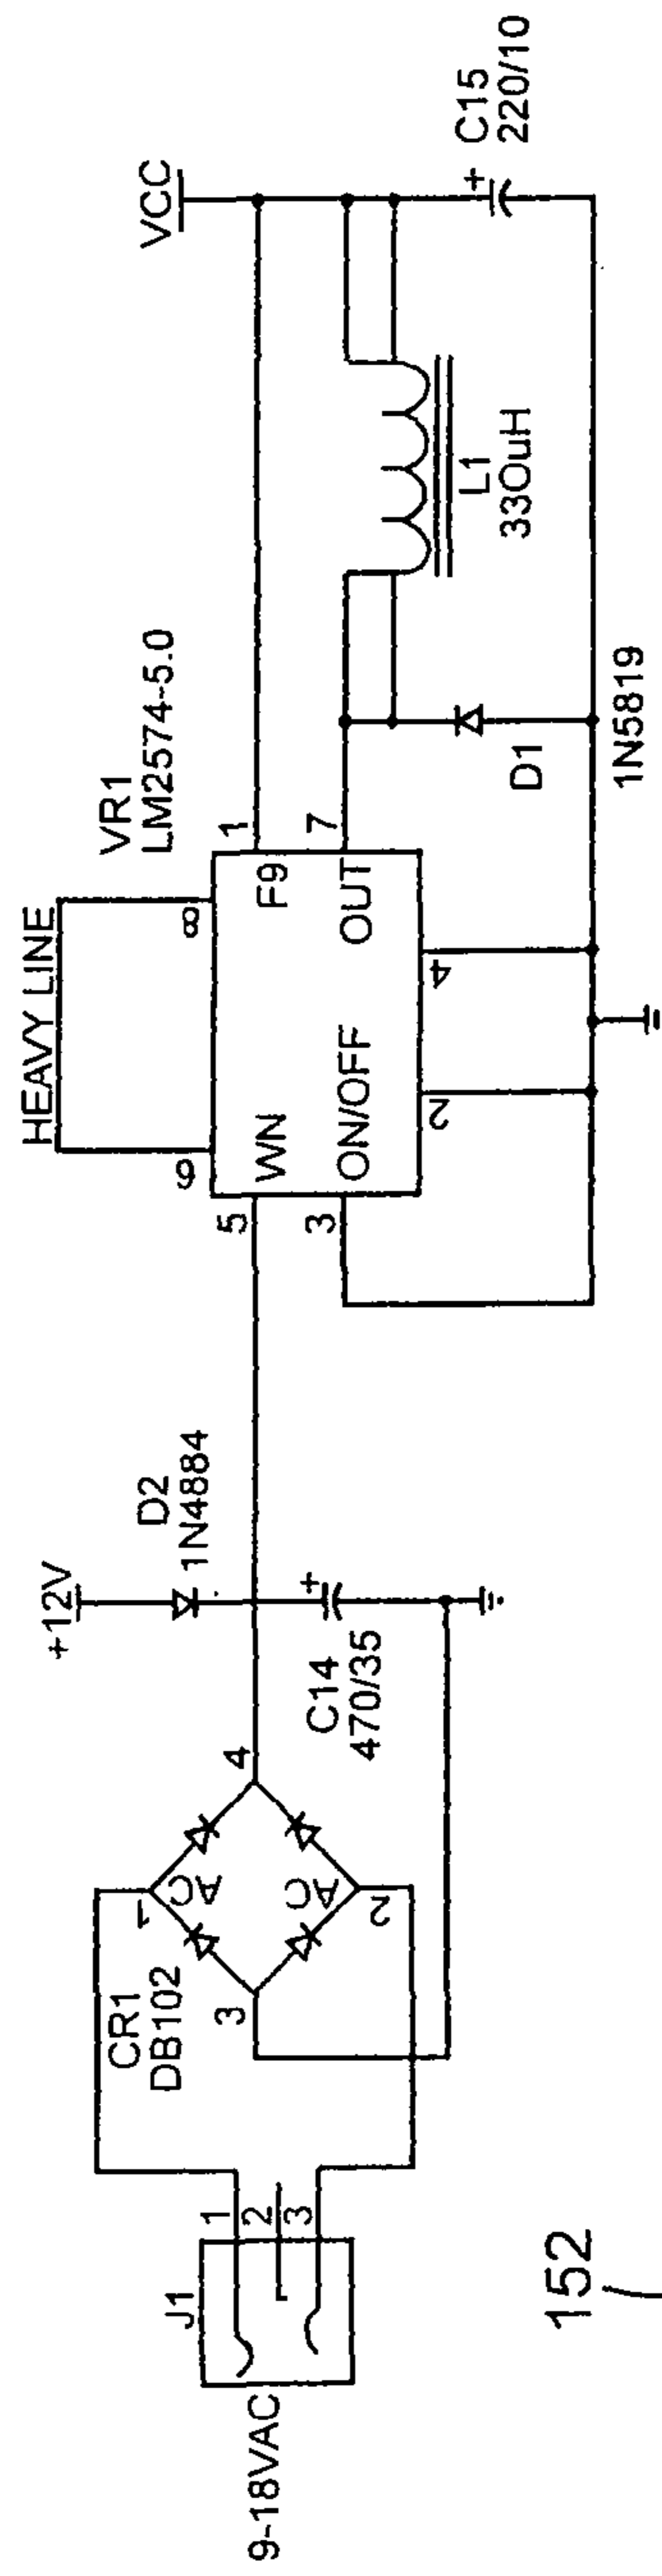 9-18VAC
J1
1
2
3
CR1
DB102
1
AC
AC
2
3
4
+12V
D2
1N4884
+
C14
470/35
HEAVY LINE
VR1
LM2574-5.0
6
8
5
WN
F9
1
3
ON/OFF
OUT
7
2
4
D1
1N5819
L1
330uH
VCC
+
C15
220/10
152